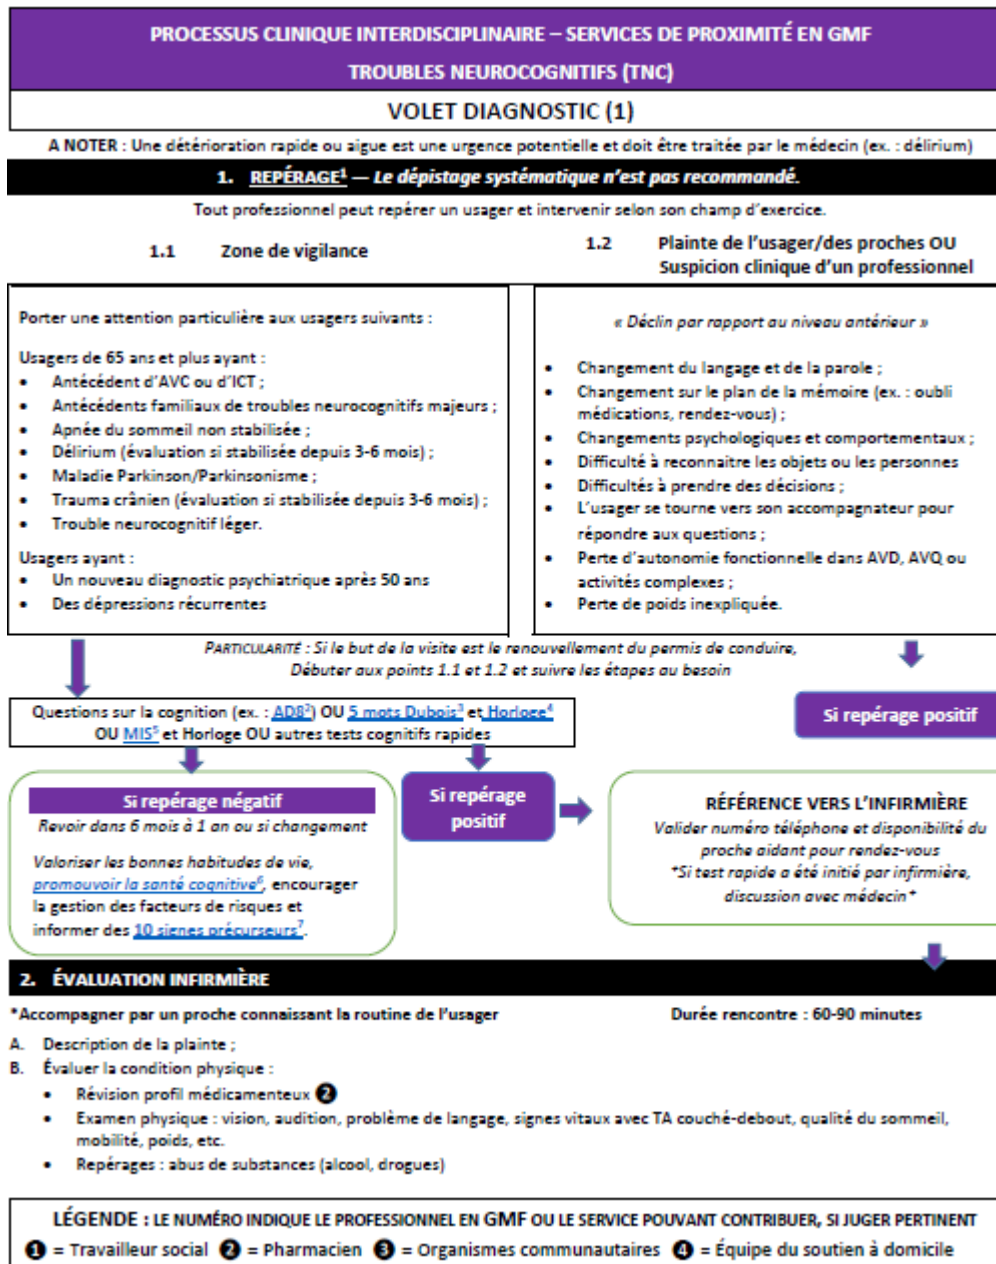 PROCESSUS CLINIQUE INTERDISCIPLINAIRE – SERVICES DE PROXIMITÉ EN GMF
TROUBLES NEUROCOGNITIFS (TNC)
VOLET DIAGNOSTIC (1)
A NOTER : Une détérioration rapide ou aigue est une urgence potentielle et doit être traitée par le médecin (ex. : délirium)
1. REPÉRAGE¹ — Le dépistage systématique n'est pas recommandé.
Tout professionnel peut repérer un usager et intervenir selon son champ d'exercice.
1.1 Zone de vigilance
Porter une attention particulière aux usagers suivants :
Usagers de 65 ans et plus ayant :
• Antécédent d'AVC ou d'ICT ;
• Antécédents familiaux de troubles neurocognitifs majeurs ;
• Apnée du sommeil non stabilisée ;
• Délirium (évaluation si stabilisée depuis 3-6 mois) ;
• Maladie Parkinson/Parkinsonisme ;
• Trauma crânien (évaluation si stabilisée depuis 3-6 mois) ;
• Trouble neurocognitif léger.
Usagers ayant :
• Un nouveau diagnostic psychiatrique après 50 ans
• Des dépressions récurrentes
1.2 Plainte de l'usager/des proches OU
Suspicion clinique d'un professionnel
« Déclin par rapport au niveau antérieur »
• Changement du langage et de la parole ;
• Changement sur le plan de la mémoire (ex. : oubli
médications, rendez-vous) ;
• Changements psychologiques et comportementaux ;
• Difficulté à reconnaitre les objets ou les personnes
• Difficultés à prendre des décisions ;
• L'usager se tourne vers son accompagnateur pour
répondre aux questions ;
• Perte d'autonomie fonctionnelle dans AVD, AVQ ou
activités complexes ;
• Perte de poids inexpliquée.
PARTICULARITÉ : Si le but de la visite est le renouvellement du permis de conduire,
Débuter aux points 1.1 et 1.2 et suivre les étapes au besoin
Questions sur la cognition (ex. : AD8²) OU 5 mots Dubois³ et Horloge⁴
OU MIS⁵ et Horloge OU autres tests cognitifs rapides
Si repérage positif
Si repérage négatif
Revoir dans 6 mois à 1 an ou si changement
Valoriser les bonnes habitudes de vie,
promouvoir la santé cognitive⁶, encourager
la gestion des facteurs de risques et
informer des 10 signes précurseurs⁷.
Si repérage
positif
RÉFÉRENCE VERS L'INFIRMIÈRE
Valider numéro téléphone et disponibilité du
proche aidant pour rendez-vous
*Si test rapide a été initié par infirmière,
discussion avec médecin*
2. ÉVALUATION INFIRMIÈRE
*Accompagner par un proche connaissant la routine de l'usager Durée rencontre : 60-90 minutes
A. Description de la plainte ;
B. Évaluer la condition physique :
• Révision profil médicamenteux ❷
• Examen physique : vision, audition, problème de langage, signes vitaux avec TA couché-debout, qualité du sommeil,
mobilité, poids, etc.
• Repérages : abus de substances (alcool, drogues)
LÉGENDE : LE NUMÉRO INDIQUE LE PROFESSIONNEL EN GMF OU LE SERVICE POUVANT CONTRIBUER, SI JUGER PERTINENT
❶ = Travailleur social ❷ = Pharmacien ❸ = Organismes communautaires ❹ = Équipe du soutien à domicile